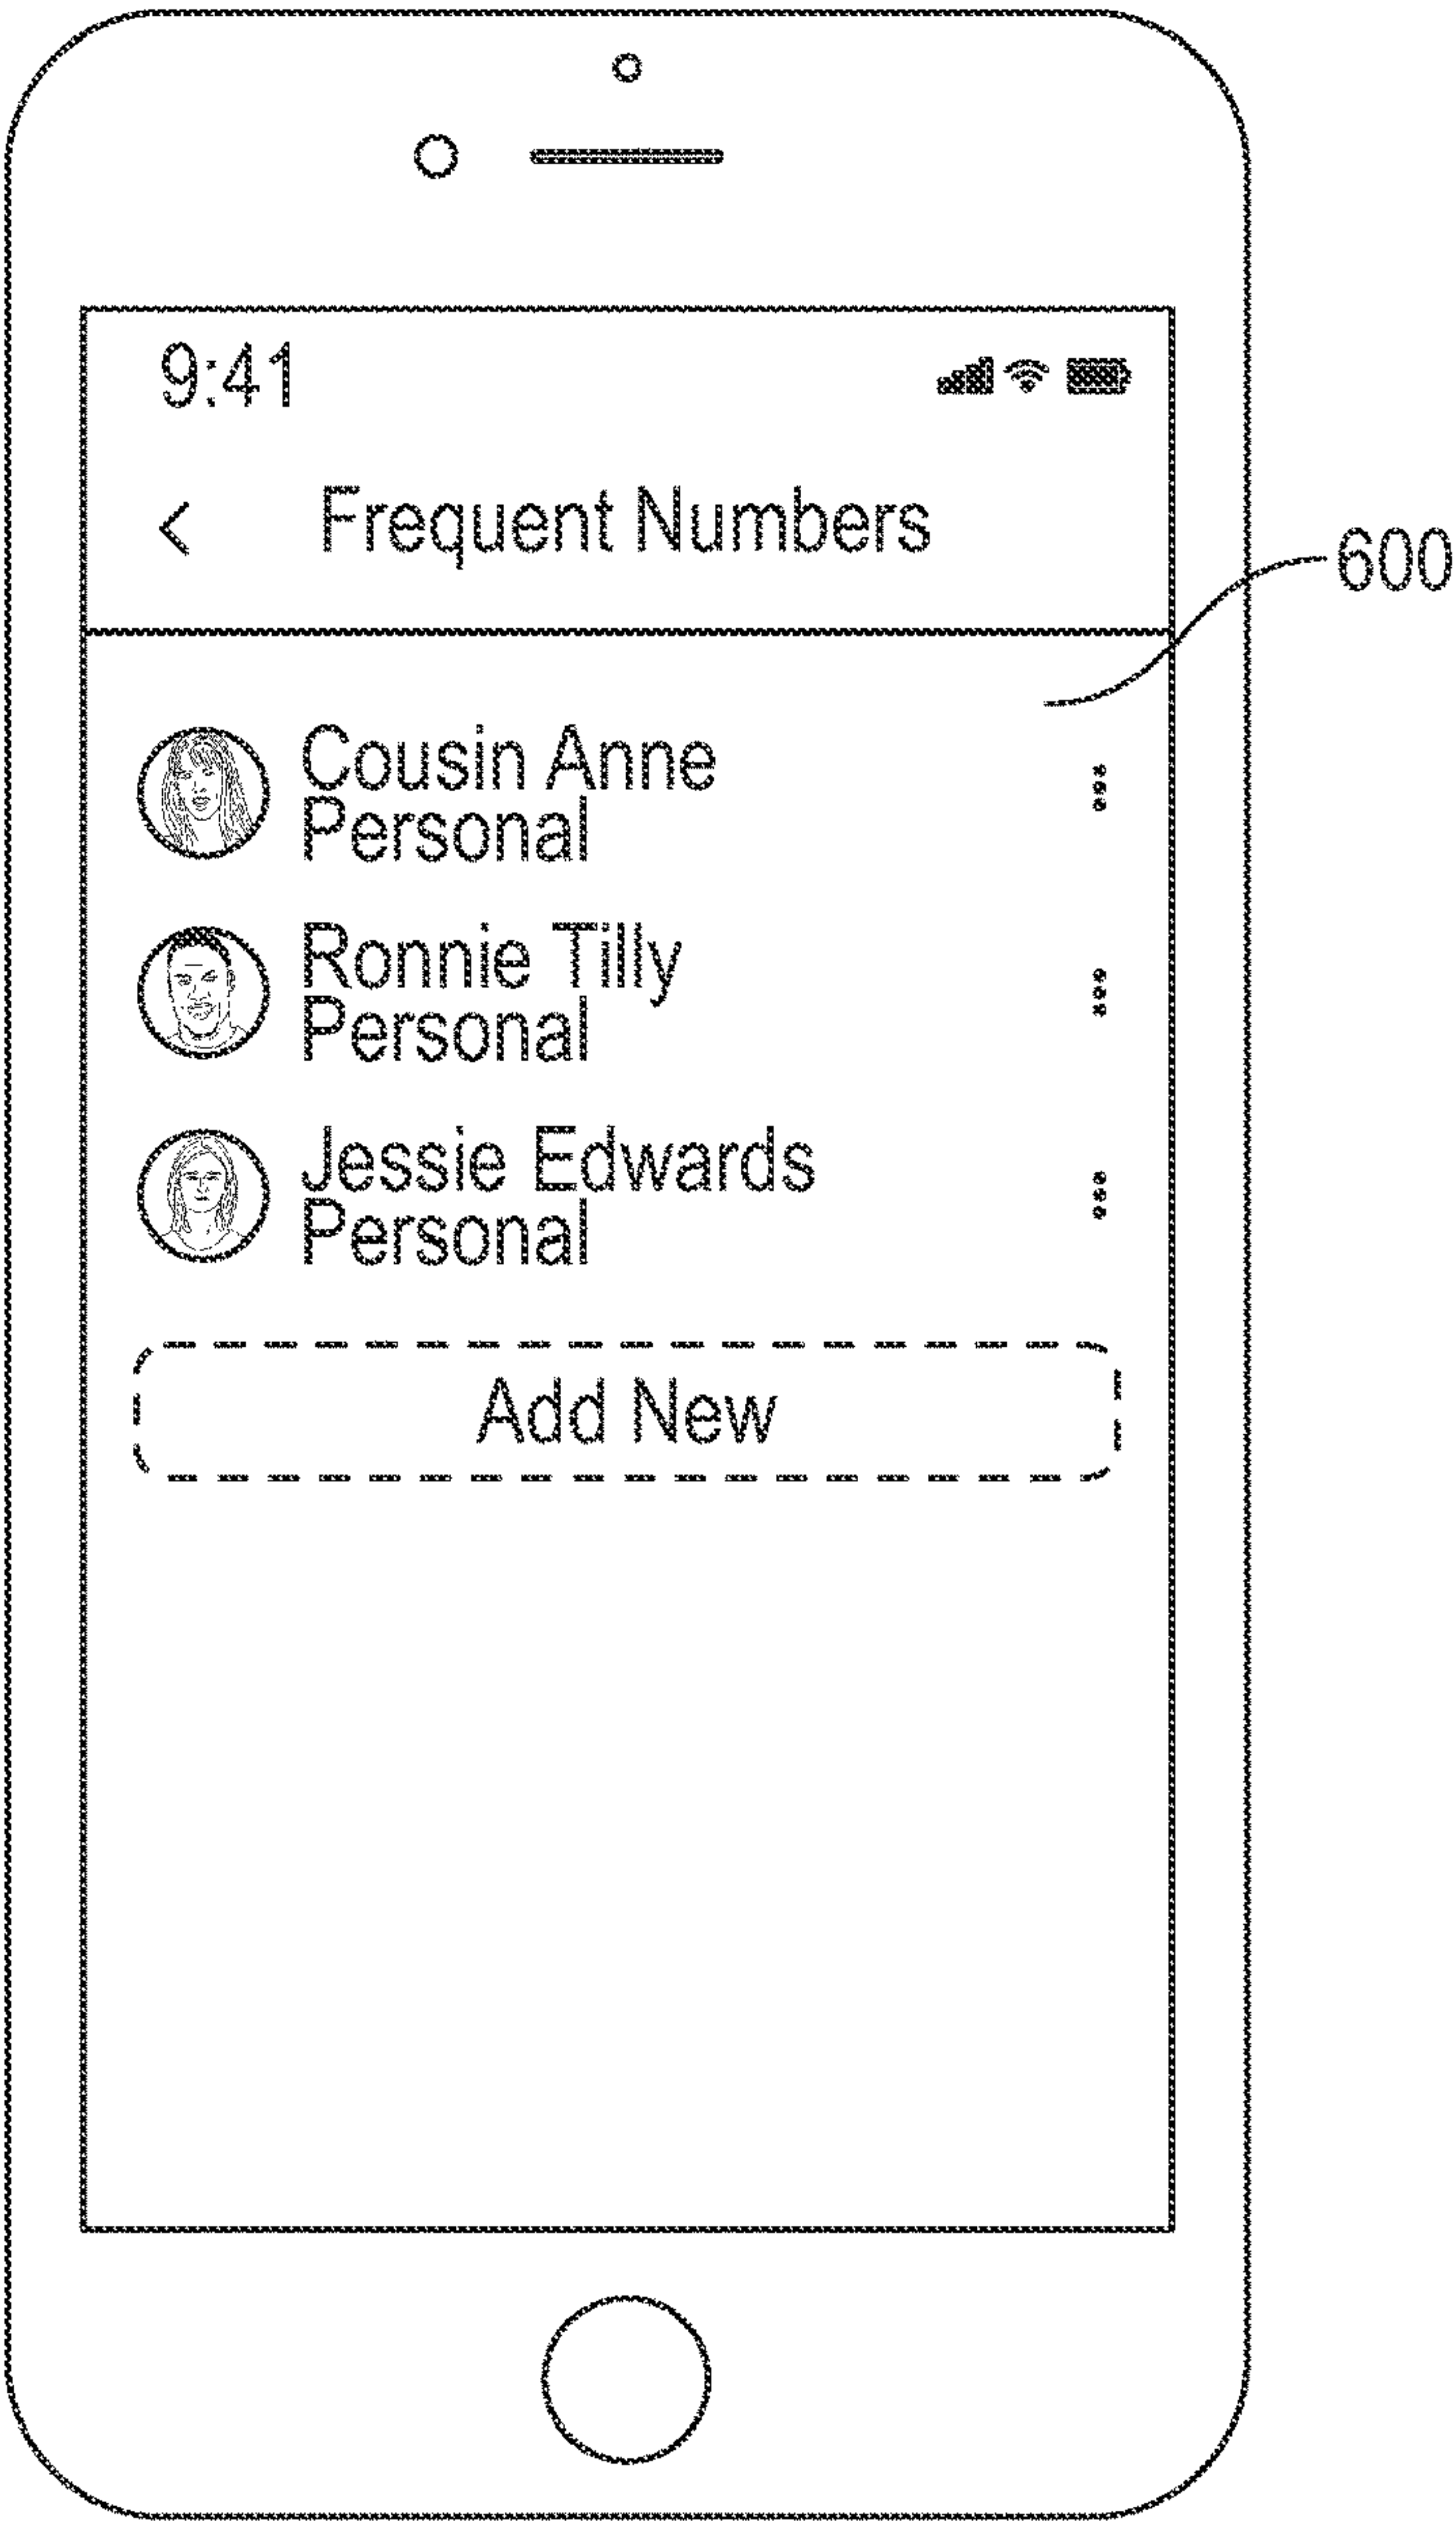 9:41
< Frequent Numbers
600
Cousin Anne
Personal
Ronnie Tilly
Personal
Jessie Edwards
Personal
Add New